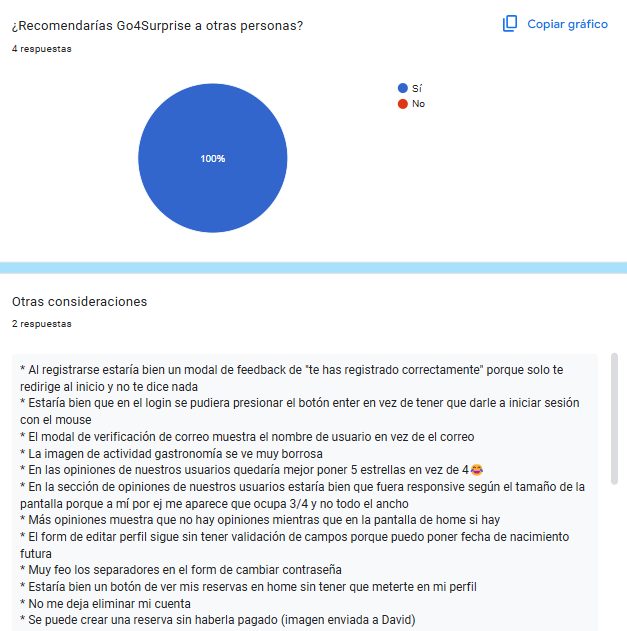 ¿Recomendarías Go4Surprise a otras personas?
Copiar gráfico
4 respuestas
Sí
No
100%
Otras consideraciones
2 respuestas
* Al registrarse estaría bien un modal de feedback de "te has registrado correctamente" porque solo te
redirige al inicio y no te dice nada
* Estaría bien que en el login se pudiera presionar el botón enter en vez de tener que darle a iniciar sesión
con el mouse
* El modal de verificación de correo muestra el nombre de usuario en vez de el correo
* La imagen de actividad gastronomía se ve muy borrosa
* En las opiniones de nuestros usuarios quedaría mejor poner 5 estrellas en vez de 4😂
* En la sección de opiniones de nuestros usuarios estaría bien que fuera responsive según el tamaño de la
pantalla porque a mí por ej me aparece que ocupa 3/4 y no todo el ancho
* Más opiniones muestra que no hay opiniones mientras que en la pantalla de home si hay
* El form de editar perfil sigue sin tener validación de campos porque puedo poner fecha de nacimiento
futura
* Muy feo los separadores en el form de cambiar contraseña
* Estaría bien un botón de ver mis reservas en home sin tener que meterte en mi perfil
* No me deja eliminar mi cuenta
* Se puede crear una reserva sin haberla pagado (imagen enviada a David)